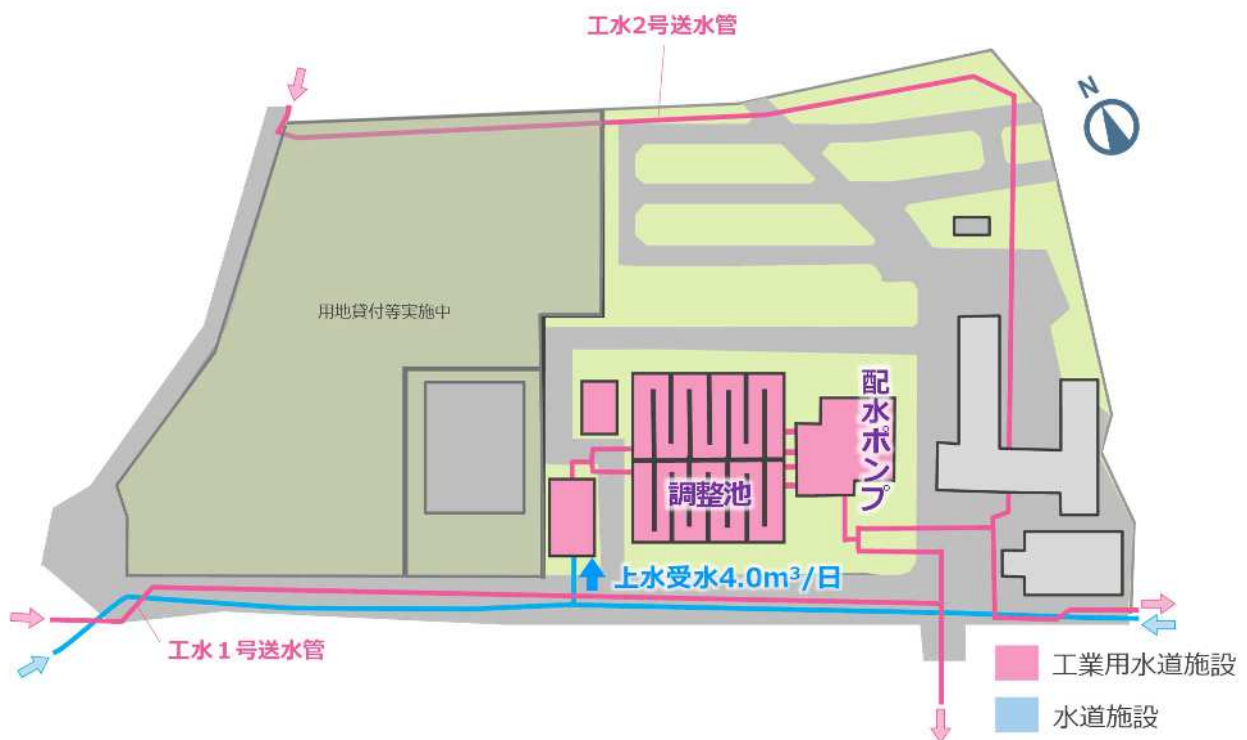 工水2号送水管
N
用地貸付等実施中
配水ポンプ
調整池
上水受水4.0m³/日
工水１号送水管
工業用水道施設
水道施設